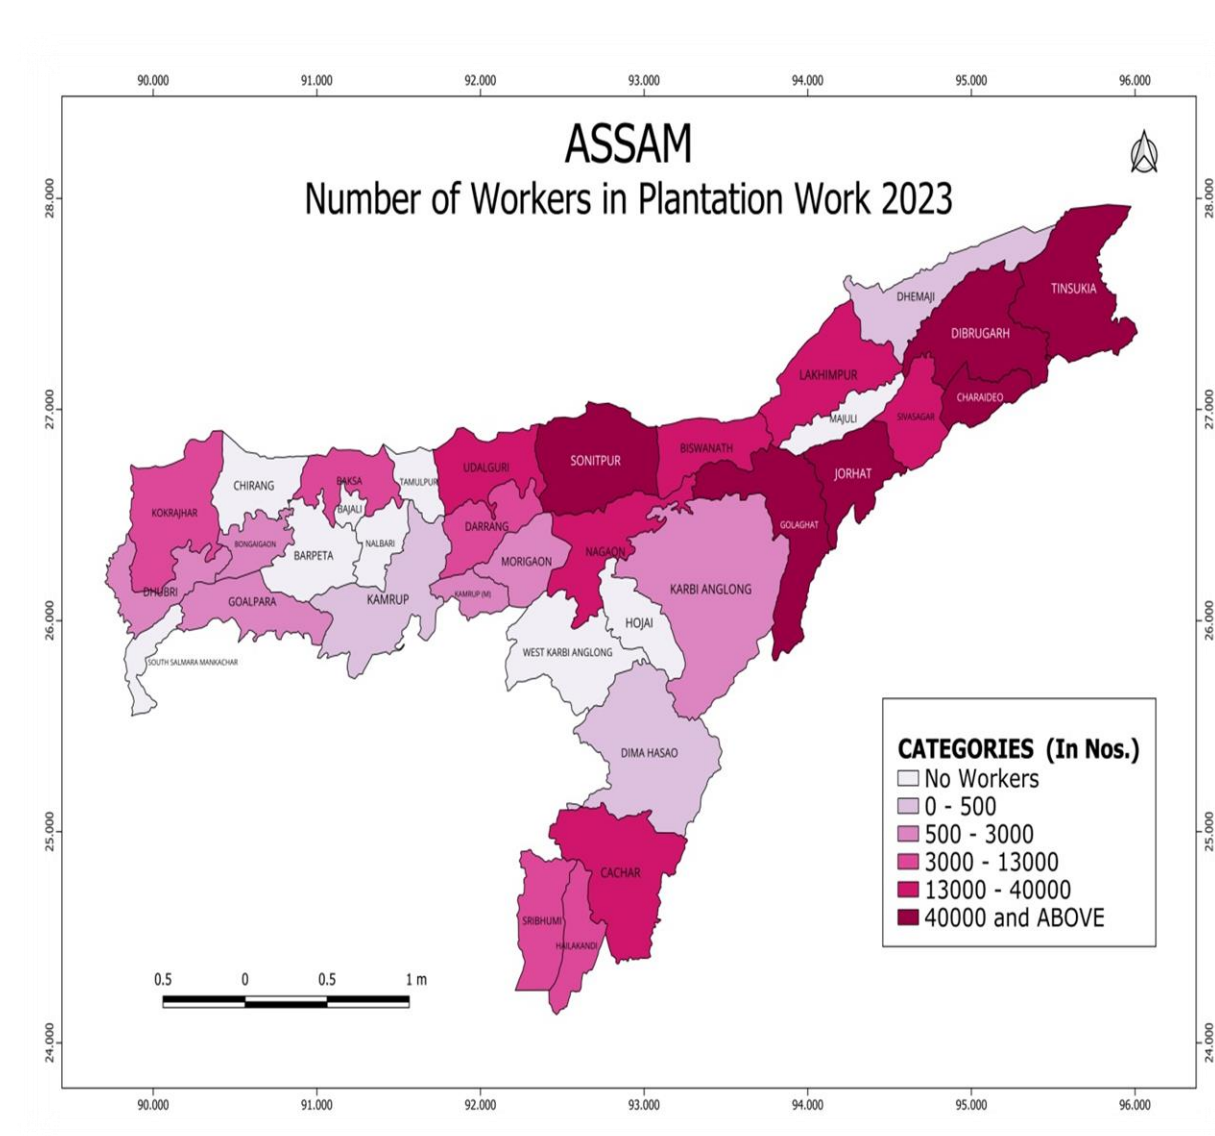 90.000 91.000 92.000 93.000 94.000 95.000 96.000
ASSAM
Number of Workers in Plantation Work 2023
28.000 28.000
TINSUKIA
DHEMAJI
DIBRUGARH
LAKHIMPUR
CHARAIDEO
27.000 27.000
MAJULI
SIVASAGAR
BISWANATH
SONITPUR
UDALGURI
JORHAT
BAKSA
TAMULPUR
CHIRANG
BAJALI
KOKRAJHAR
DARRANG
GOLAGHAT
BONGAIGAON
NALBARI
BARPETA
NAGAON
MORIGAON
KARBI ANGLONG
DHUBRI
KAMRUP (M)
GOALPARA
KAMRUP
26.000 26.000
HOJAI
WEST KARBI ANGLONG
SOUTH SALMARA MANKACHAR
DIMA HASAO
CATEGORIES (In Nos.)
No Workers
0 - 500
500 - 3000
3000 - 13000
13000 - 40000
40000 and ABOVE
25.000 25.000
CACHAR
SRIBHUMI
HAILAKANDI
0.5 0 0.5 1 m
24.000 24.000
90.000 91.000 92.000 93.000 94.000 95.000 96.000